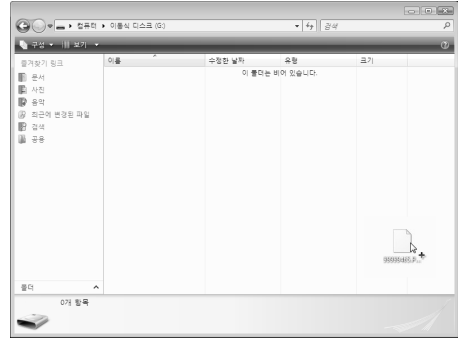 컴퓨터 ▸ 이동식 디스크 (G:)
검색
구성 보기
즐겨찾기 링크
문서
사진
음악
최근에 변경된 파일
검색
공용
폴더
이름 수정한 날짜 유형 크기
이 폴더는 비어 있습니다.
0개 항목